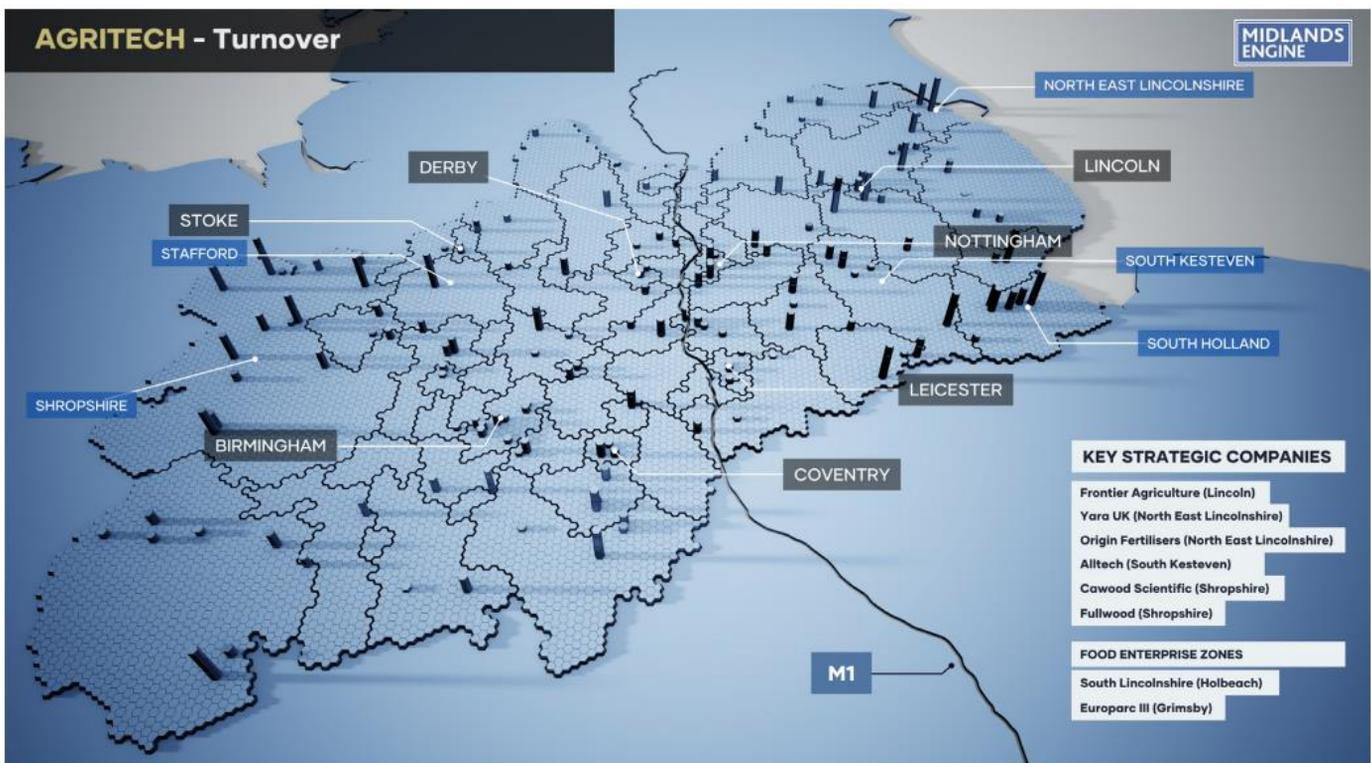 AGRITECH - Turnover
MIDLANDS
ENGINE
NORTH EAST LINCOLNSHIRE
DERBY
LINCOLN
STOKE
STAFFORD
NOTTINGHAM
SOUTH KESTEVEN
SOUTH HOLLAND
SHROPSHIRE
LEICESTER
BIRMINGHAM
COVENTRY
KEY STRATEGIC COMPANIES
Frontier Agriculture (Lincoln)
Yara UK (North East Lincolnshire)
Origin Fertilisers (North East Lincolnshire)
Alltech (South Kesteven)
Cawood Scientific (Shropshire)
Fullwood (Shropshire)
FOOD ENTERPRISE ZONES
South Lincolnshire (Holbeach)
Europarc III (Grimsby)
M1